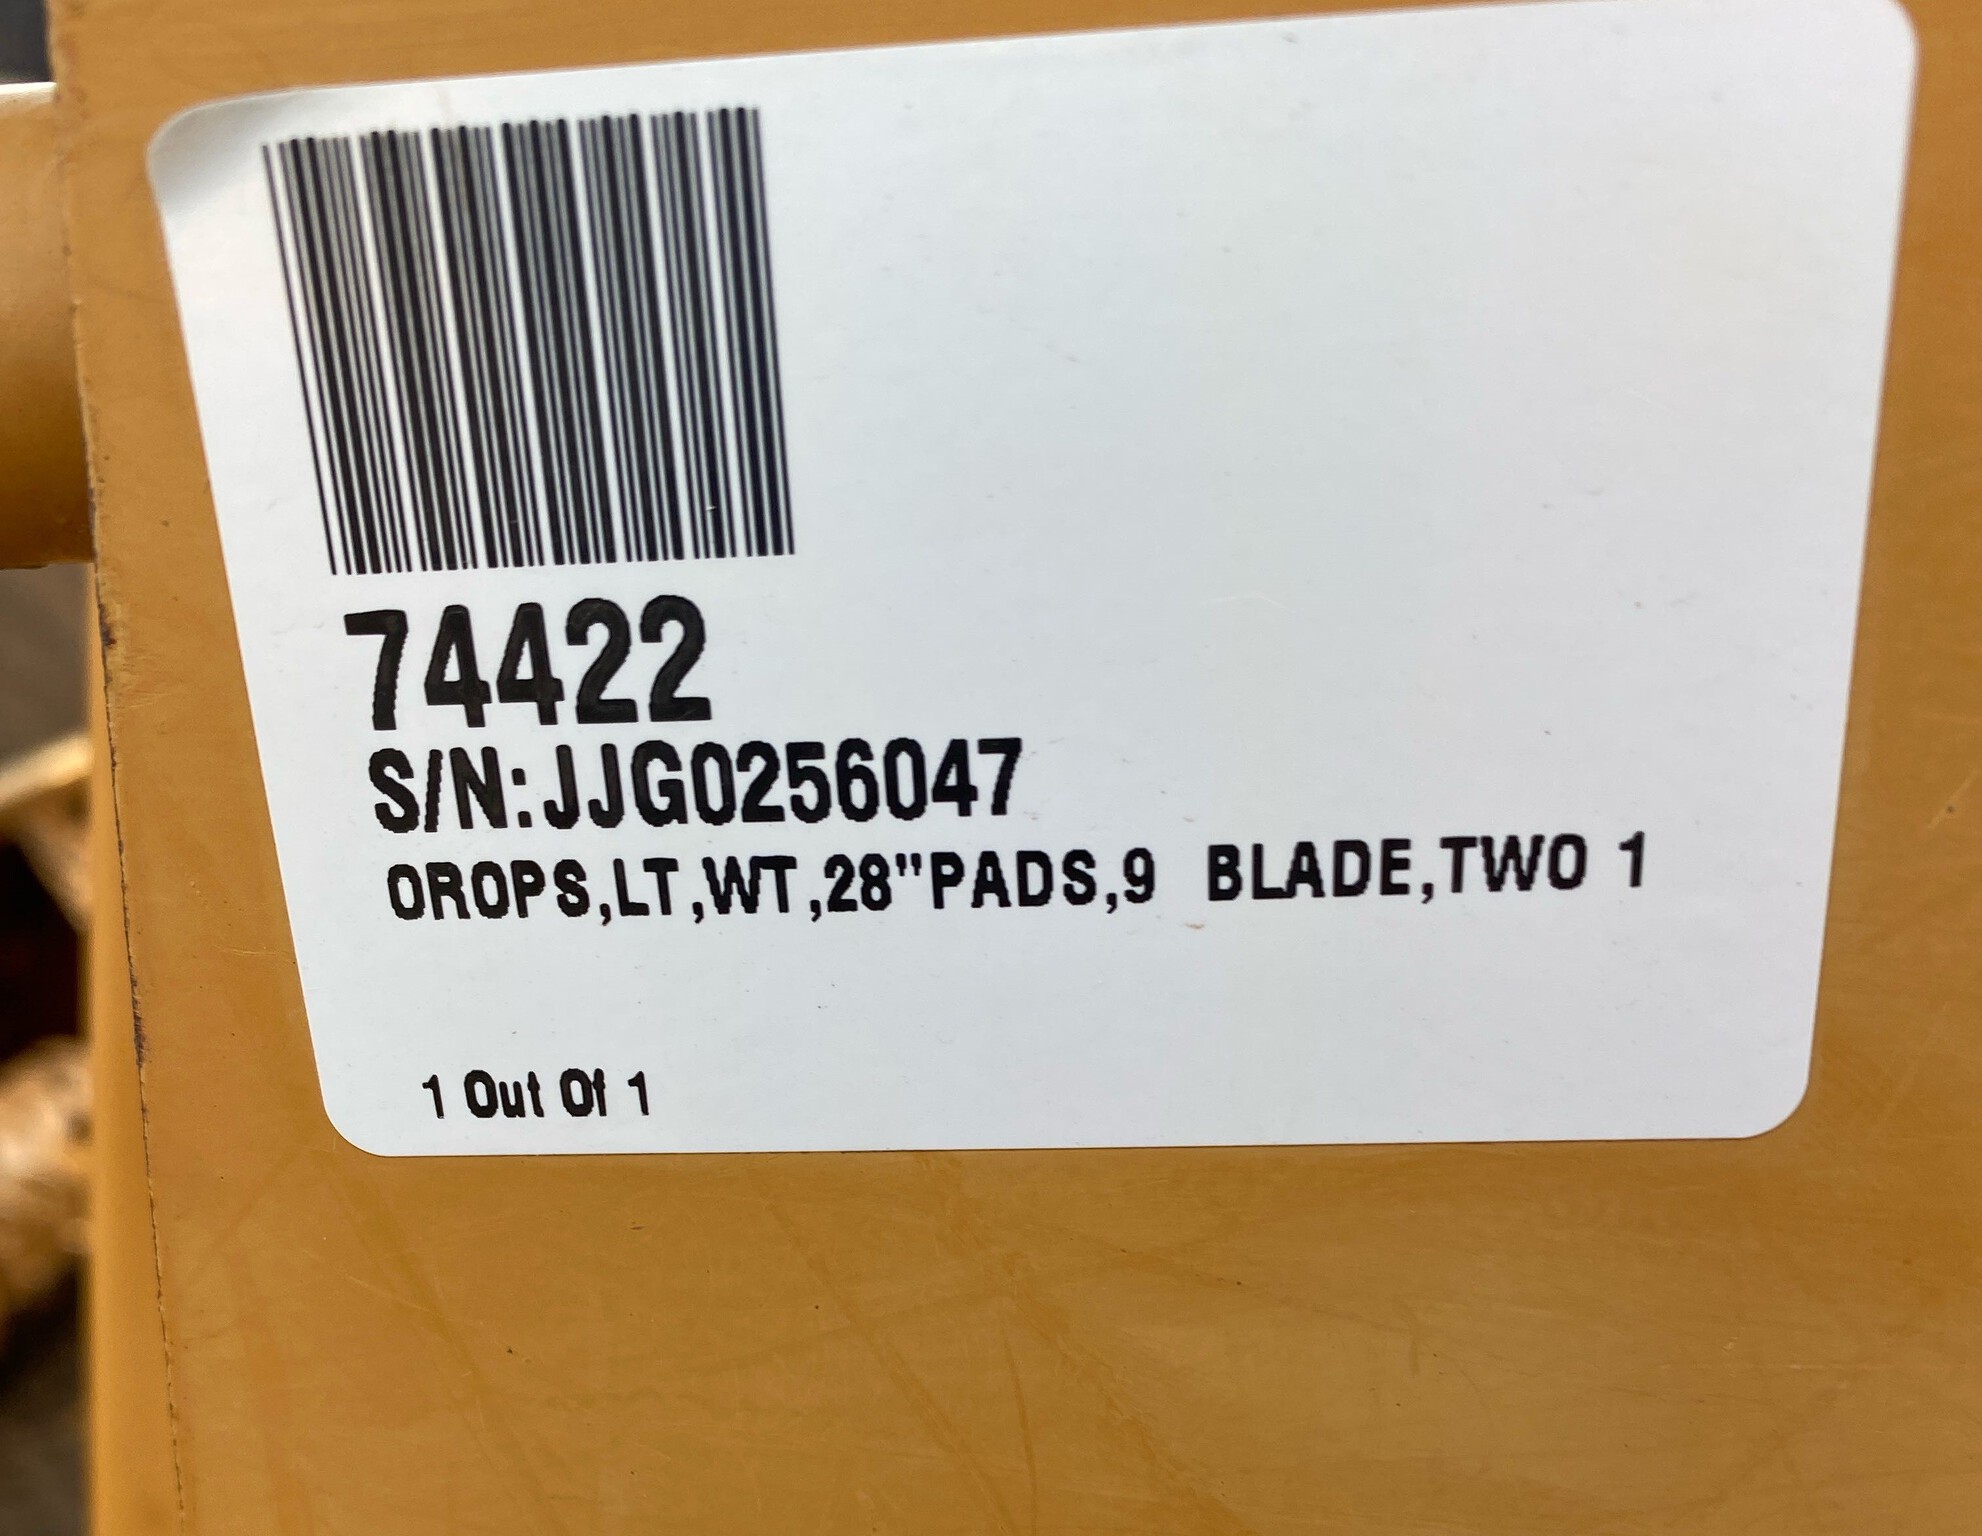 74422
S/N:JJG0256047
OROPS,LT,WT,28"PADS,9 BLADE,TWO 1
1 Out Of 1